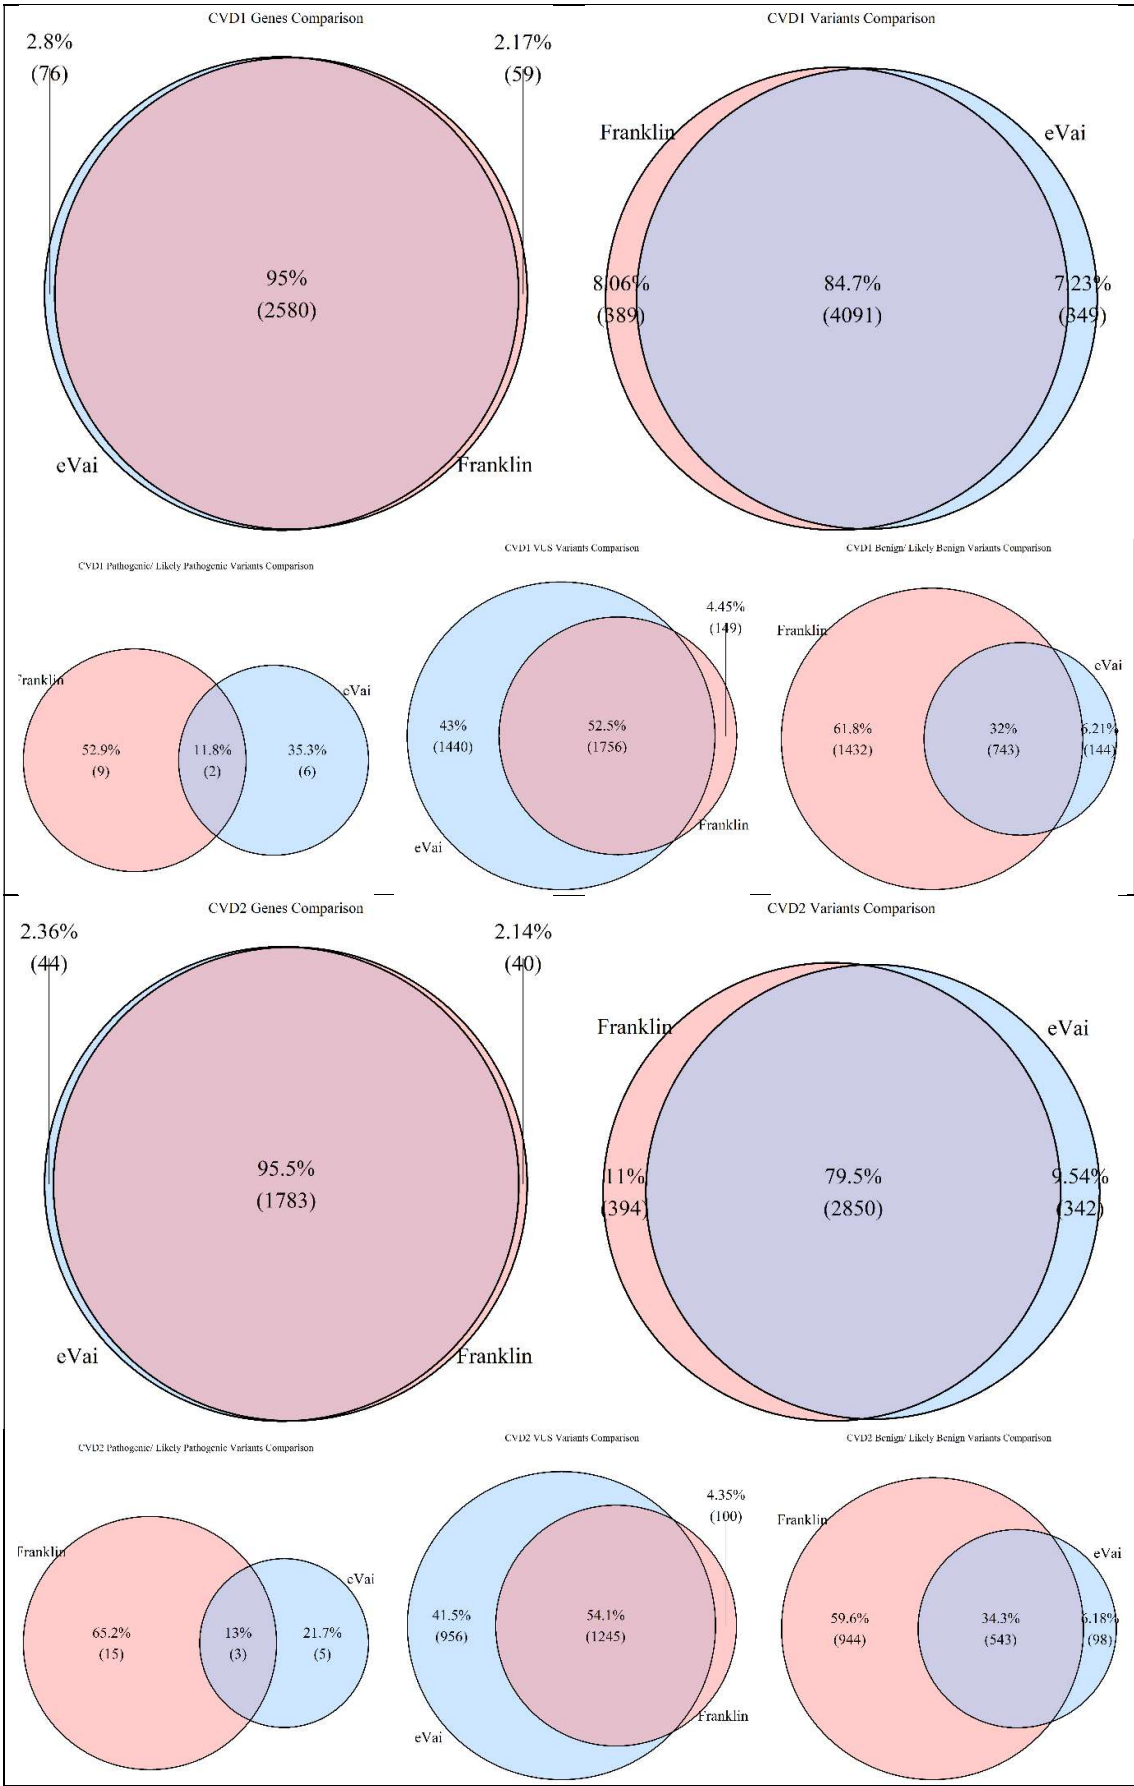 CVD1 Genes Comparison
2.8%
(76)
2.17%
(59)
95%
(2580)
eVai
Franklin
CVD1 Variants Comparison
Franklin
eVai
8.06%
(389)
84.7%
(4091)
7.23%
(349)
CVD1 Pathogenic/ Likely Pathogenic Variants Comparison
Franklin
eVai
52.9%
(9)
11.8%
(2)
35.3%
(6)
CVD1 VUS Variants Comparison
4.45%
(149)
43%
(1440)
52.5%
(1756)
eVai
Franklin
CVD1 Benign/ Likely Benign Variants Comparison
Franklin
eVai
61.8%
(1432)
32%
(743)
6.21%
(144)
CVD2 Genes Comparison
2.36%
(44)
2.14%
(40)
95.5%
(1783)
eVai
Franklin
CVD2 Variants Comparison
Franklin
eVai
11%
(394)
79.5%
(2850)
9.54%
(342)
CVD2 Pathogenic/ Likely Pathogenic Variants Comparison
Franklin
eVai
65.2%
(15)
13%
(3)
21.7%
(5)
CVD2 VUS Variants Comparison
4.35%
(100)
41.5%
(956)
54.1%
(1245)
eVai
Franklin
CVD2 Benign/ Likely Benign Variants Comparison
Franklin
eVai
59.6%
(944)
34.3%
(543)
6.18%
(98)